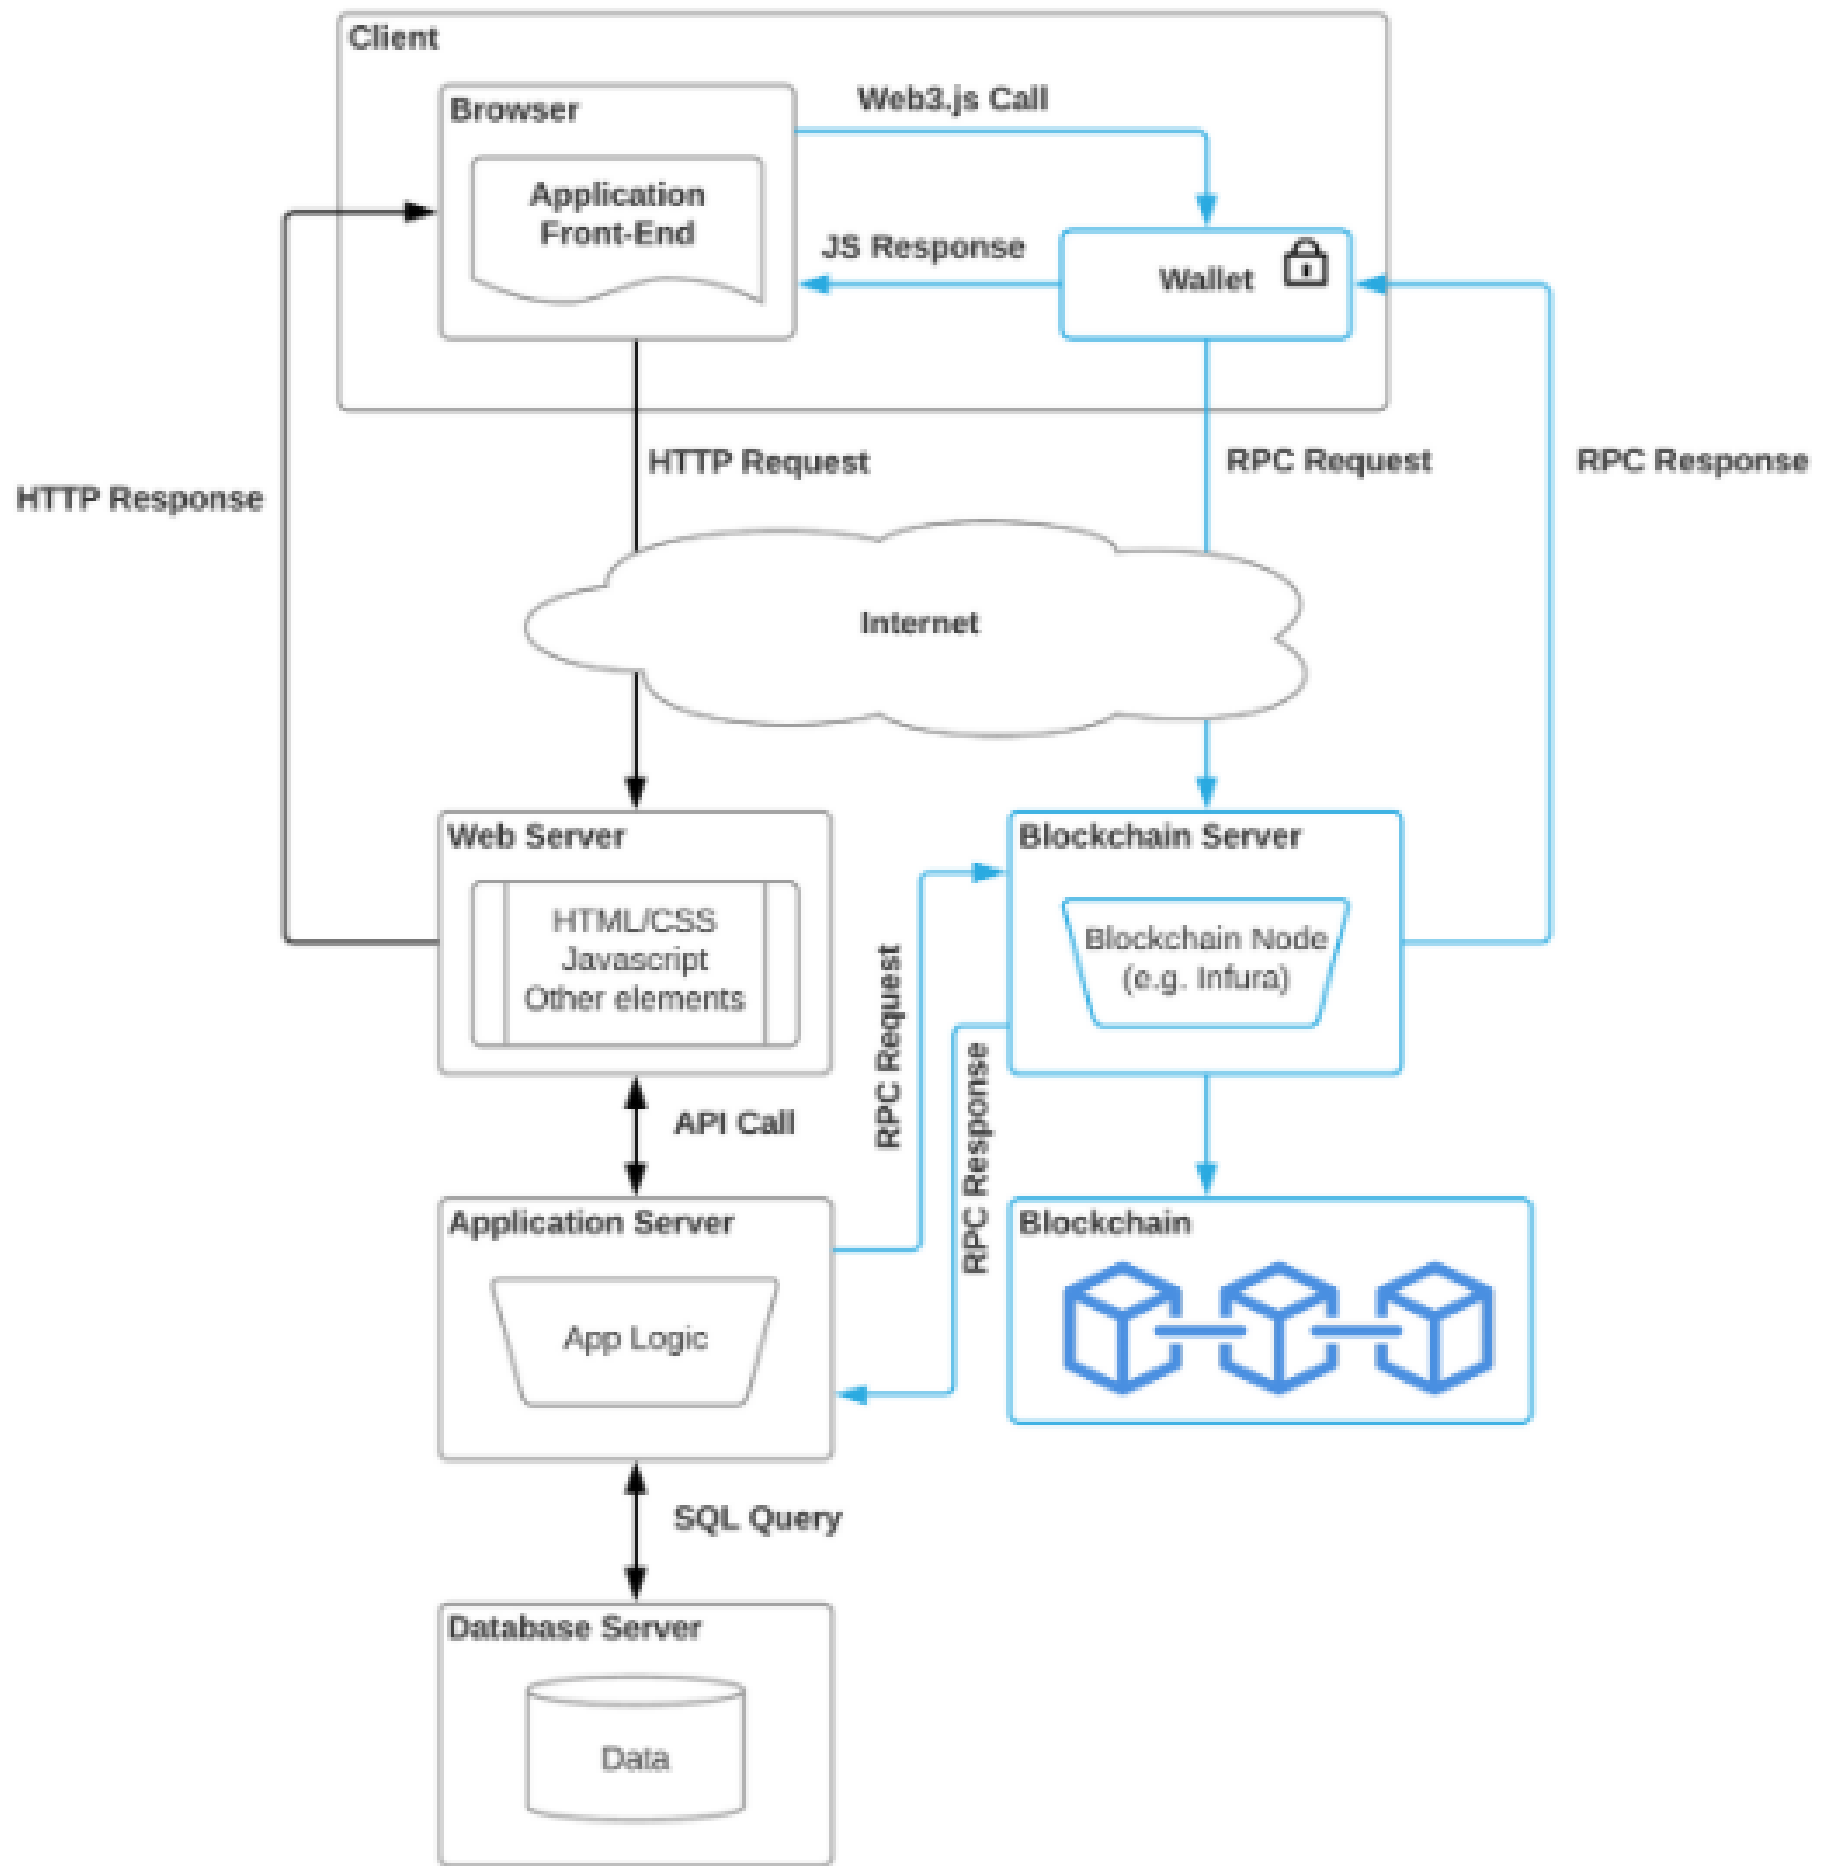 Client
Browser
Web3.js Call
Application
Front-End
JS Response
Wallet
HTTP Request
RPC Request
RPC Response
HTTP Response
Internet
Web Server
Blockchain Server
HTML/CSS
Javascript
Other elements
Blockchain Node
(e.g. Infura)
RPC Request
RPC Response
API Call
Application Server
Blockchain
App Logic
SQL Query
Database Server
Data